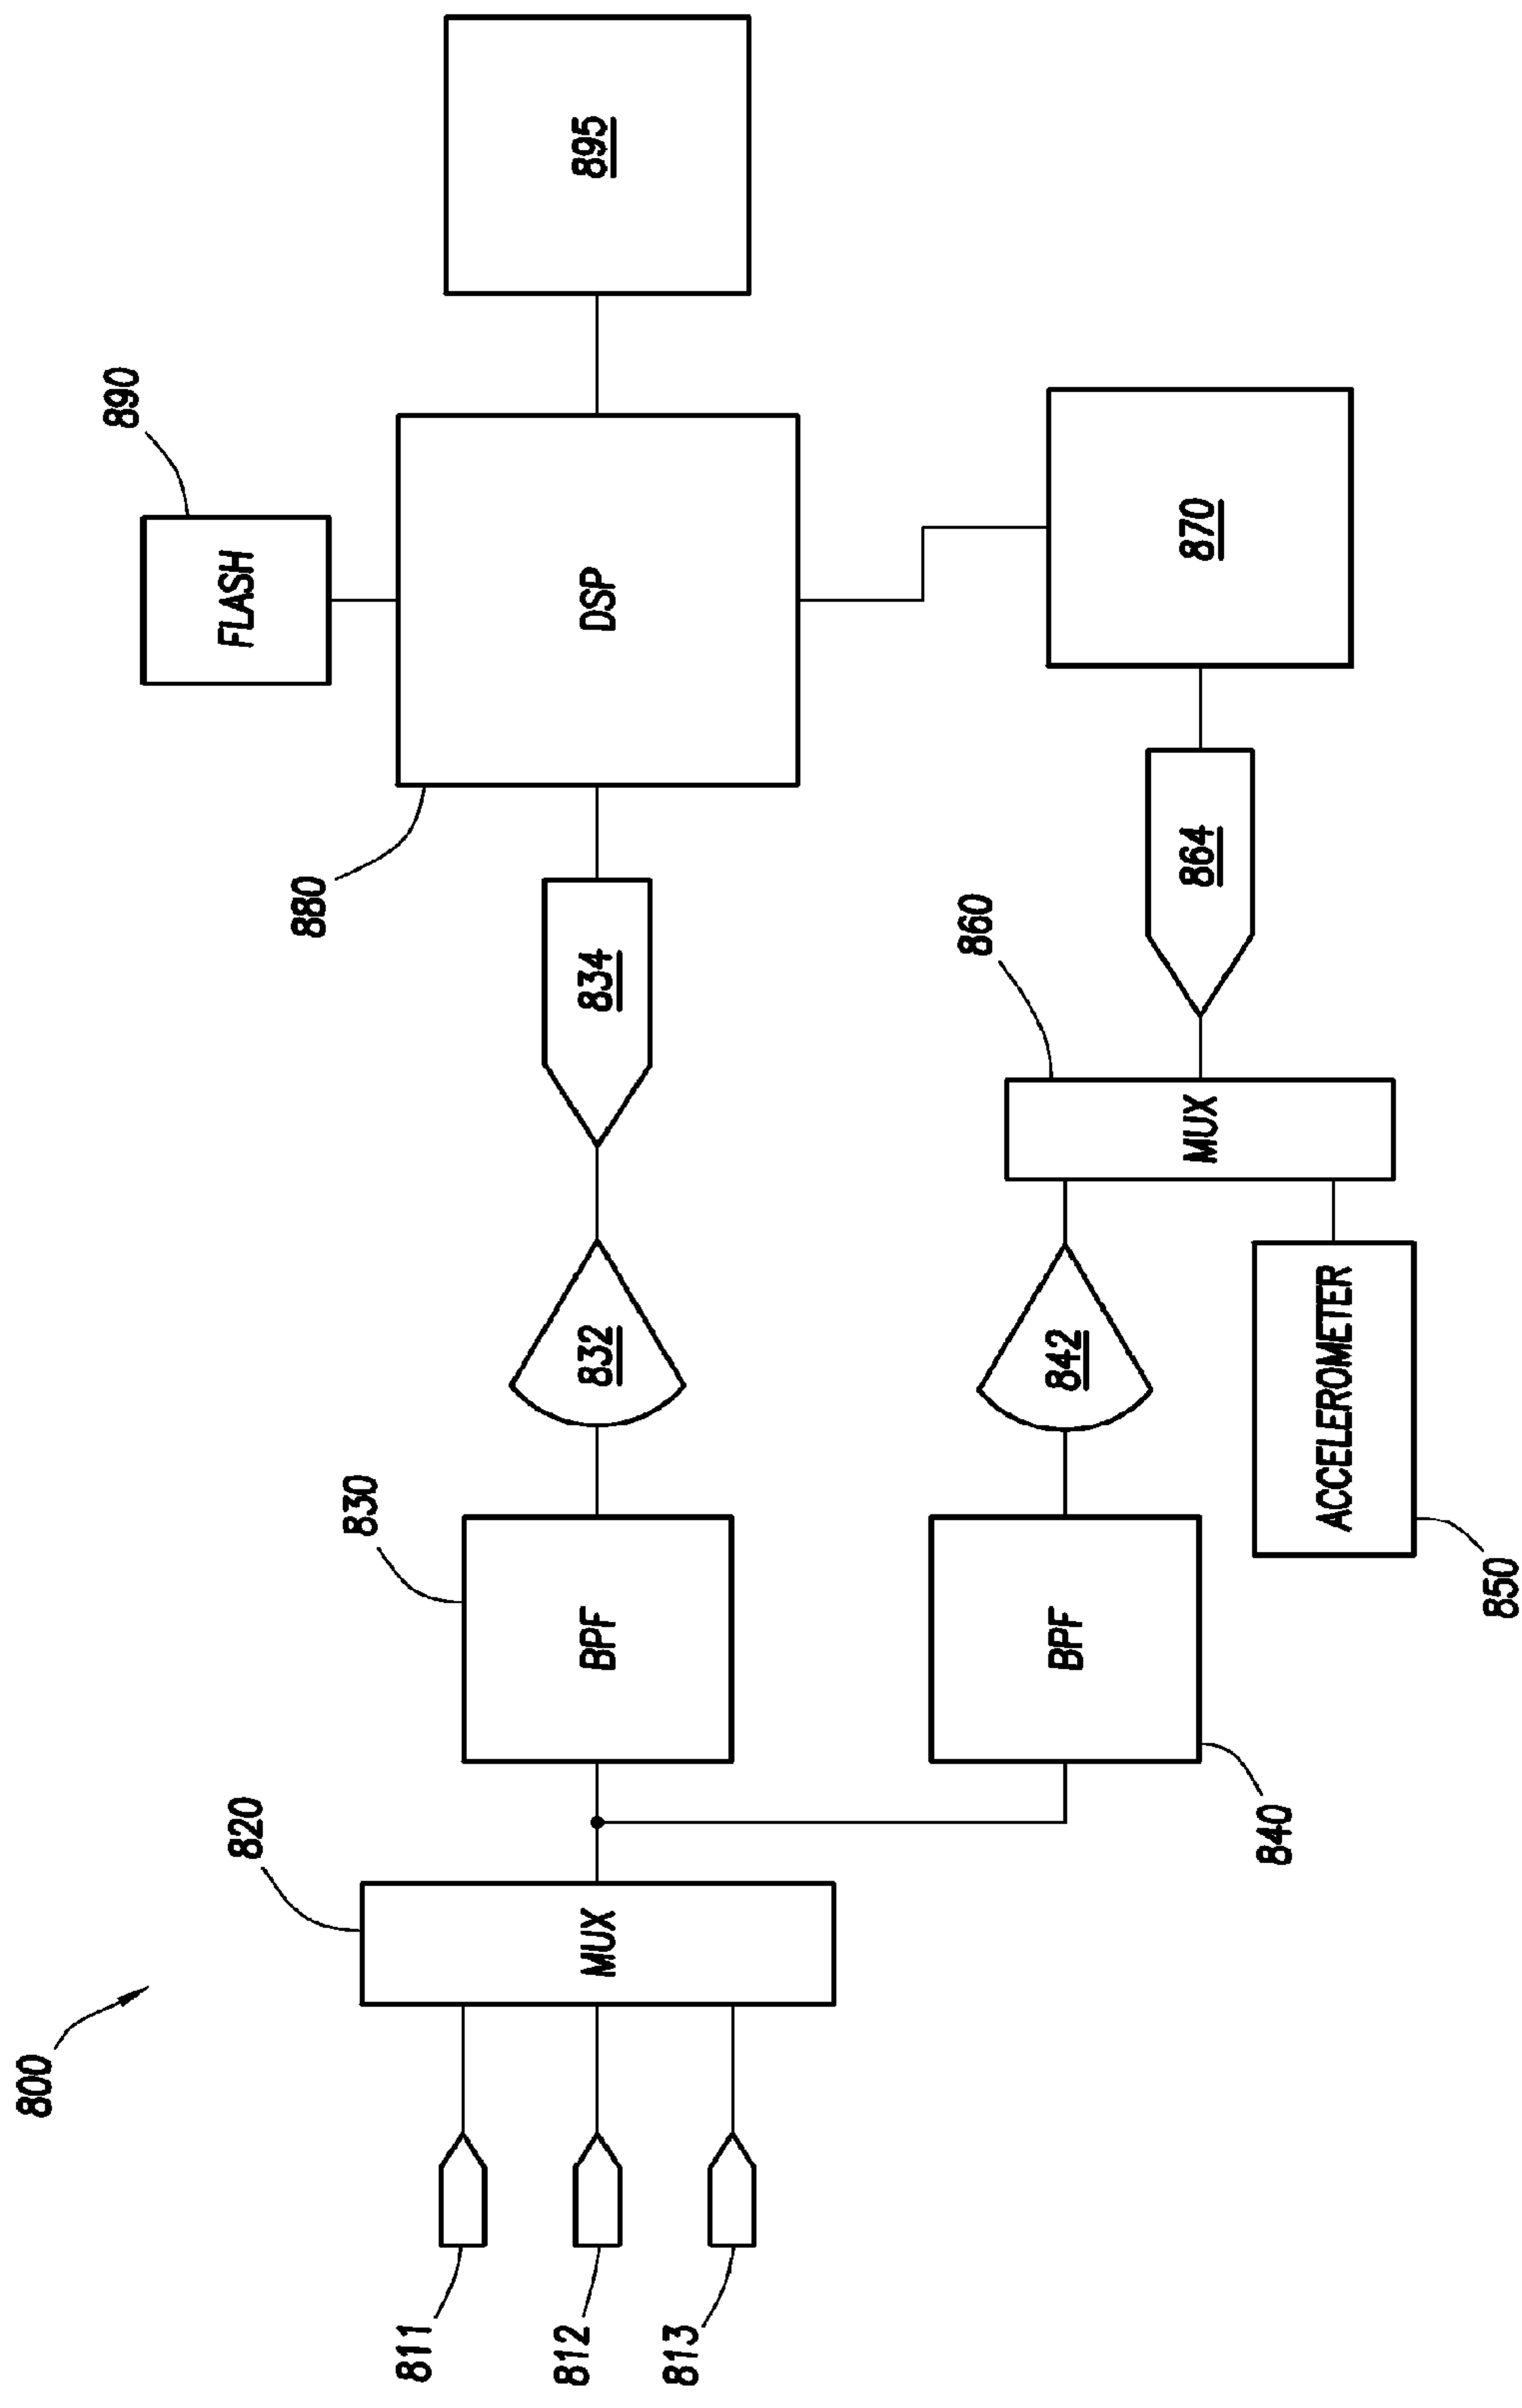 800
811
812
813
820
MUX
830
BPF
832
834
880
DSP
890
FLASH
895
840
BPF
842
850
ACCELEROMETER
860
MUX
864
870